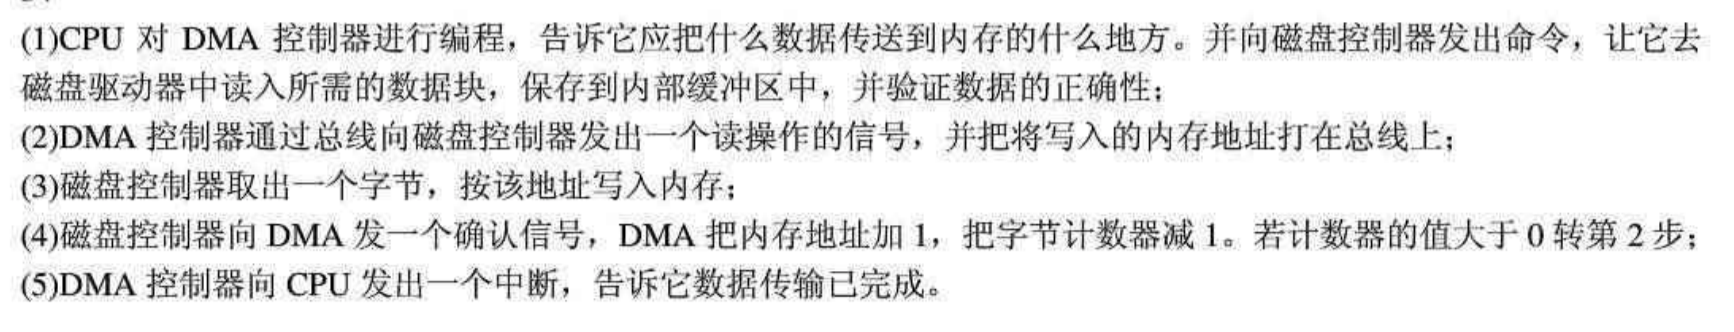 (1)CPU 对 DMA 控制器进行编程，告诉它应把什么数据传送到内存的什么地方。并向磁盘控制器发出命令，让它去
磁盘驱动器中读入所需的数据块，保存到内部缓冲区中，并验证数据的正确性；
(2)DMA 控制器通过总线向磁盘控制器发出一个读操作的信号，并把将写入的内存地址打在总线上；
(3)磁盘控制器取出一个字节，按该地址写入内存；
(4)磁盘控制器向 DMA 发一个确认信号，DMA 把内存地址加 1，把字节计数器减 1。若计数器的值大于 0 转第 2 步；
(5)DMA 控制器向 CPU 发出一个中断，告诉它数据传输已完成。